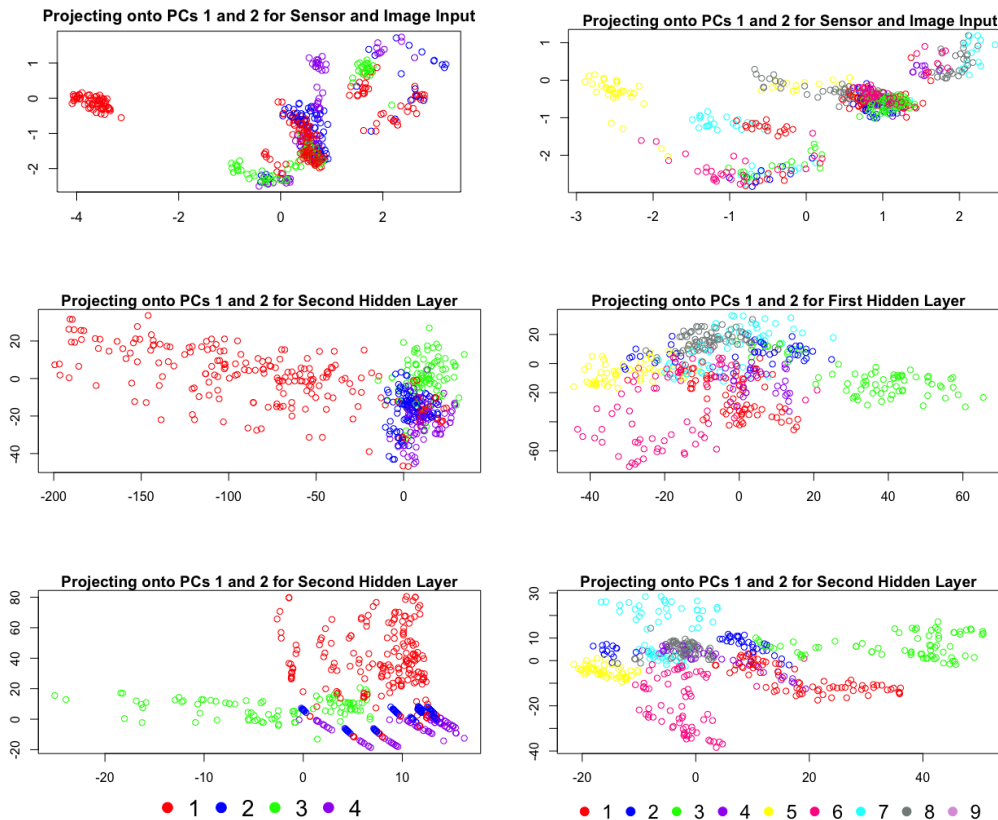 Projecting onto PCs 1 and 2 for Sensor and Image Input
1
0
-1
-2
-4 -2 0 2
Projecting onto PCs 1 and 2 for Sensor and Image Input
1
0
-1
-2
-3 -2 -1 0 1 2
Projecting onto PCs 1 and 2 for Second Hidden Layer
20
0
-20
-40
-200 -150 -100 -50 0
Projecting onto PCs 1 and 2 for First Hidden Layer
20
0
-20
-60
-40 -20 0 20 40 60
Projecting onto PCs 1 and 2 for Second Hidden Layer
80
60
40
20
0
-20
-20 -10 0 10
1 2 3 4
Projecting onto PCs 1 and 2 for Second Hidden Layer
30
10
0
-20
-40
-20 0 20 40
1 2 3 4 5 6 7 8 9